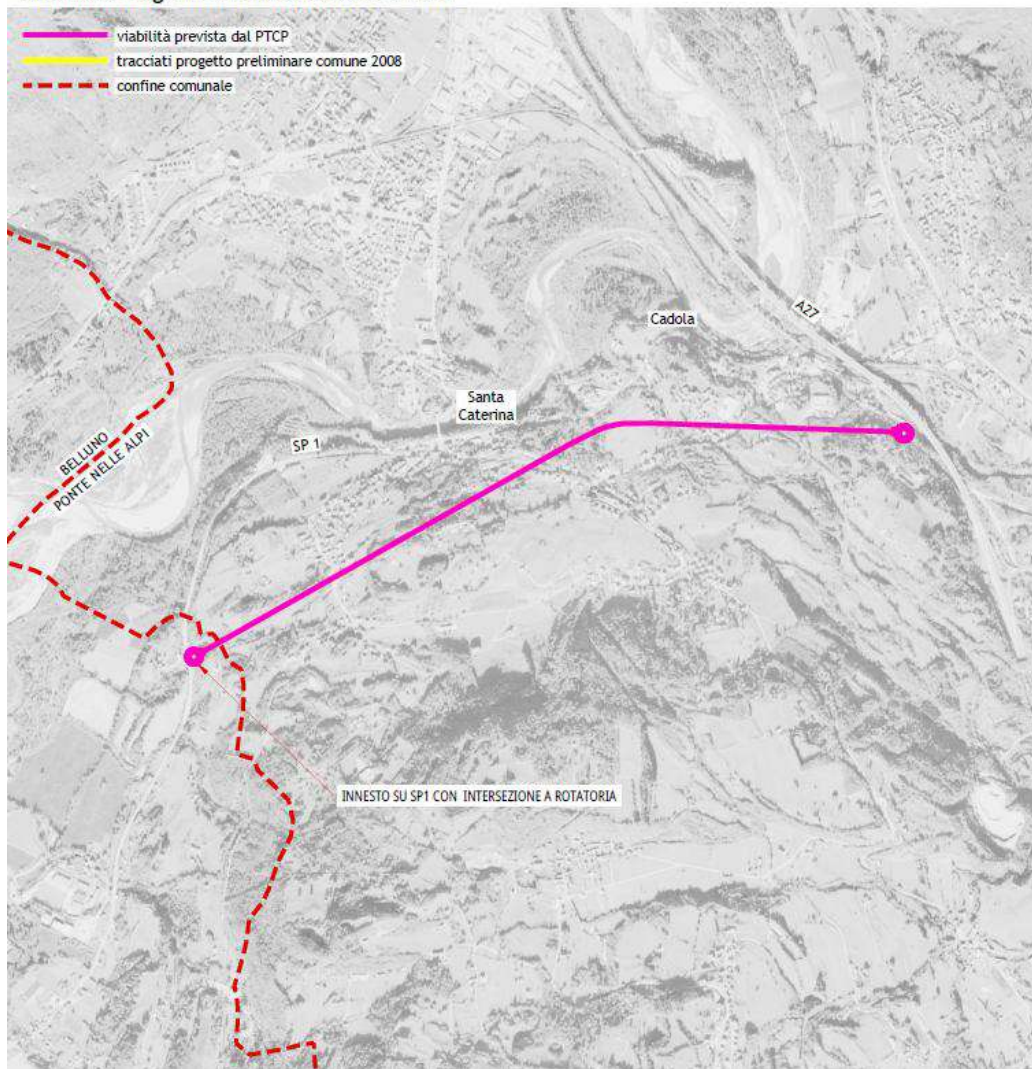 viabilità prevista dal PTCP
tracciati progetto preliminare comune 2008
confine comunale
A27
Cadola
Santa
Caterina
SP 1
BELLUNO
PONTE NELLE ALPI
INNESTO SU SP1 CON INTERSEZIONE A ROTATORIA